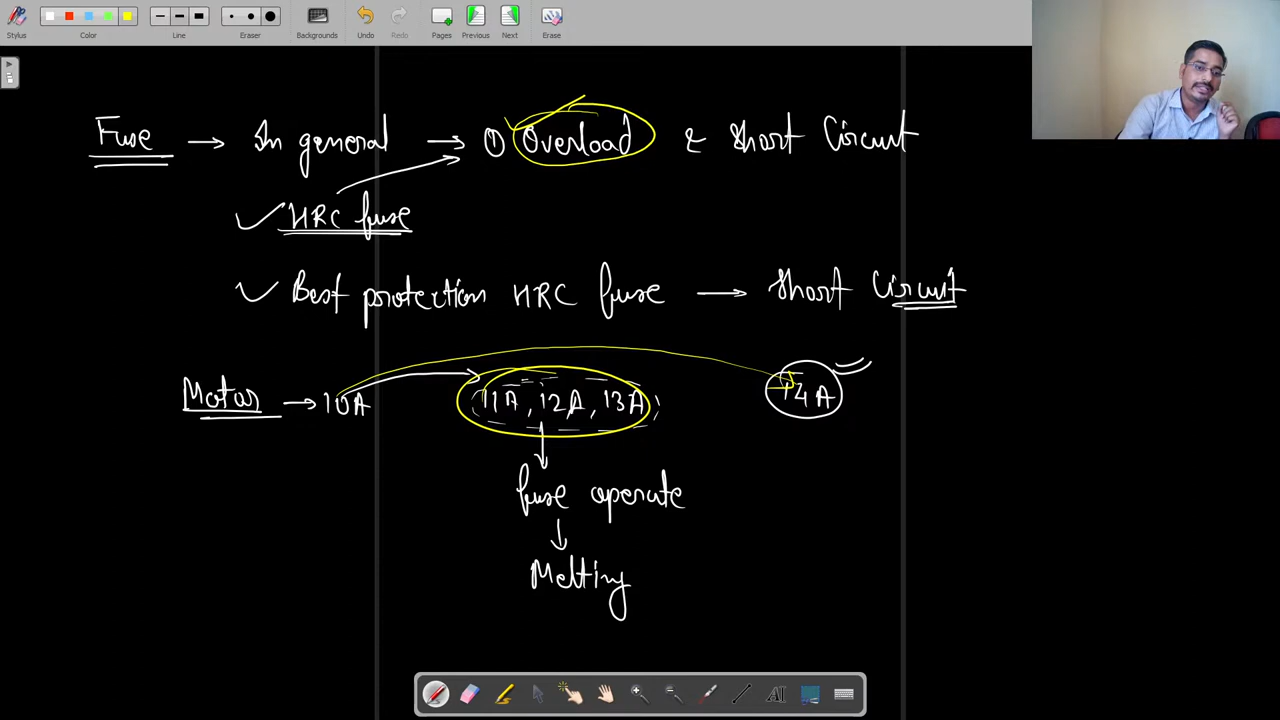 Stylus Color Line Eraser Backgrounds Undo Redo Pages Previous Next Erase
Fuse → In general → ① Overload & Short Circuit
✓ HRC fuse
✓ Best protection HRC fuse → Short Circuit
Motor → 10A 11A, 12A, 13A 14A
↓
fuse operate
↓
Melting
AI